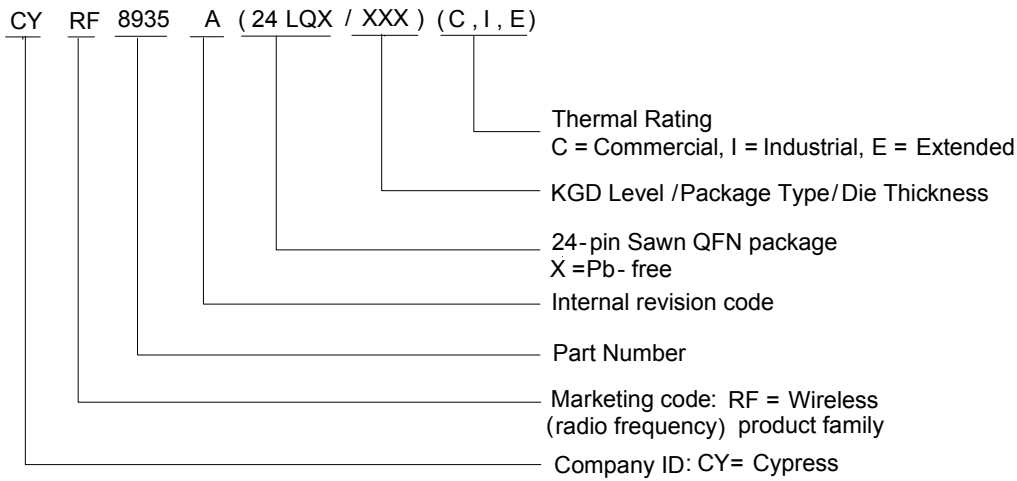 CY RF 8935 A ( 24 LQX / XXX ) ( C , I , E )
Thermal Rating
C = Commercial, I = Industrial, E = Extended
KGD Level /Package Type/Die Thickness
24-pin Sawn QFN package
X =Pb- free
Internal revision code
Part Number
Marketing code: RF = Wireless
(radio frequency) product family
Company ID: CY= Cypress